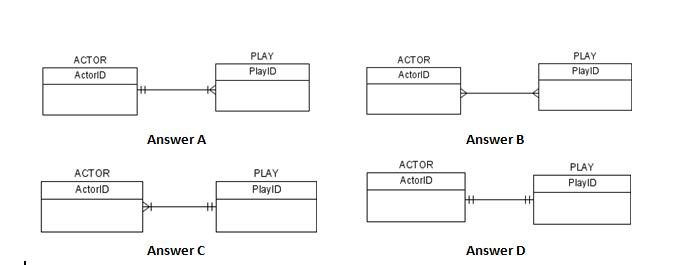 ACTOR
ActorID
PLAY
PlayID
ACTOR
ActorID
PLAY
PlayID
Answer A
Answer B
ACTOR
ActorID
PLAY
PlayID
ACTOR
ActorID
PLAY
PlayID
Answer C
Answer D